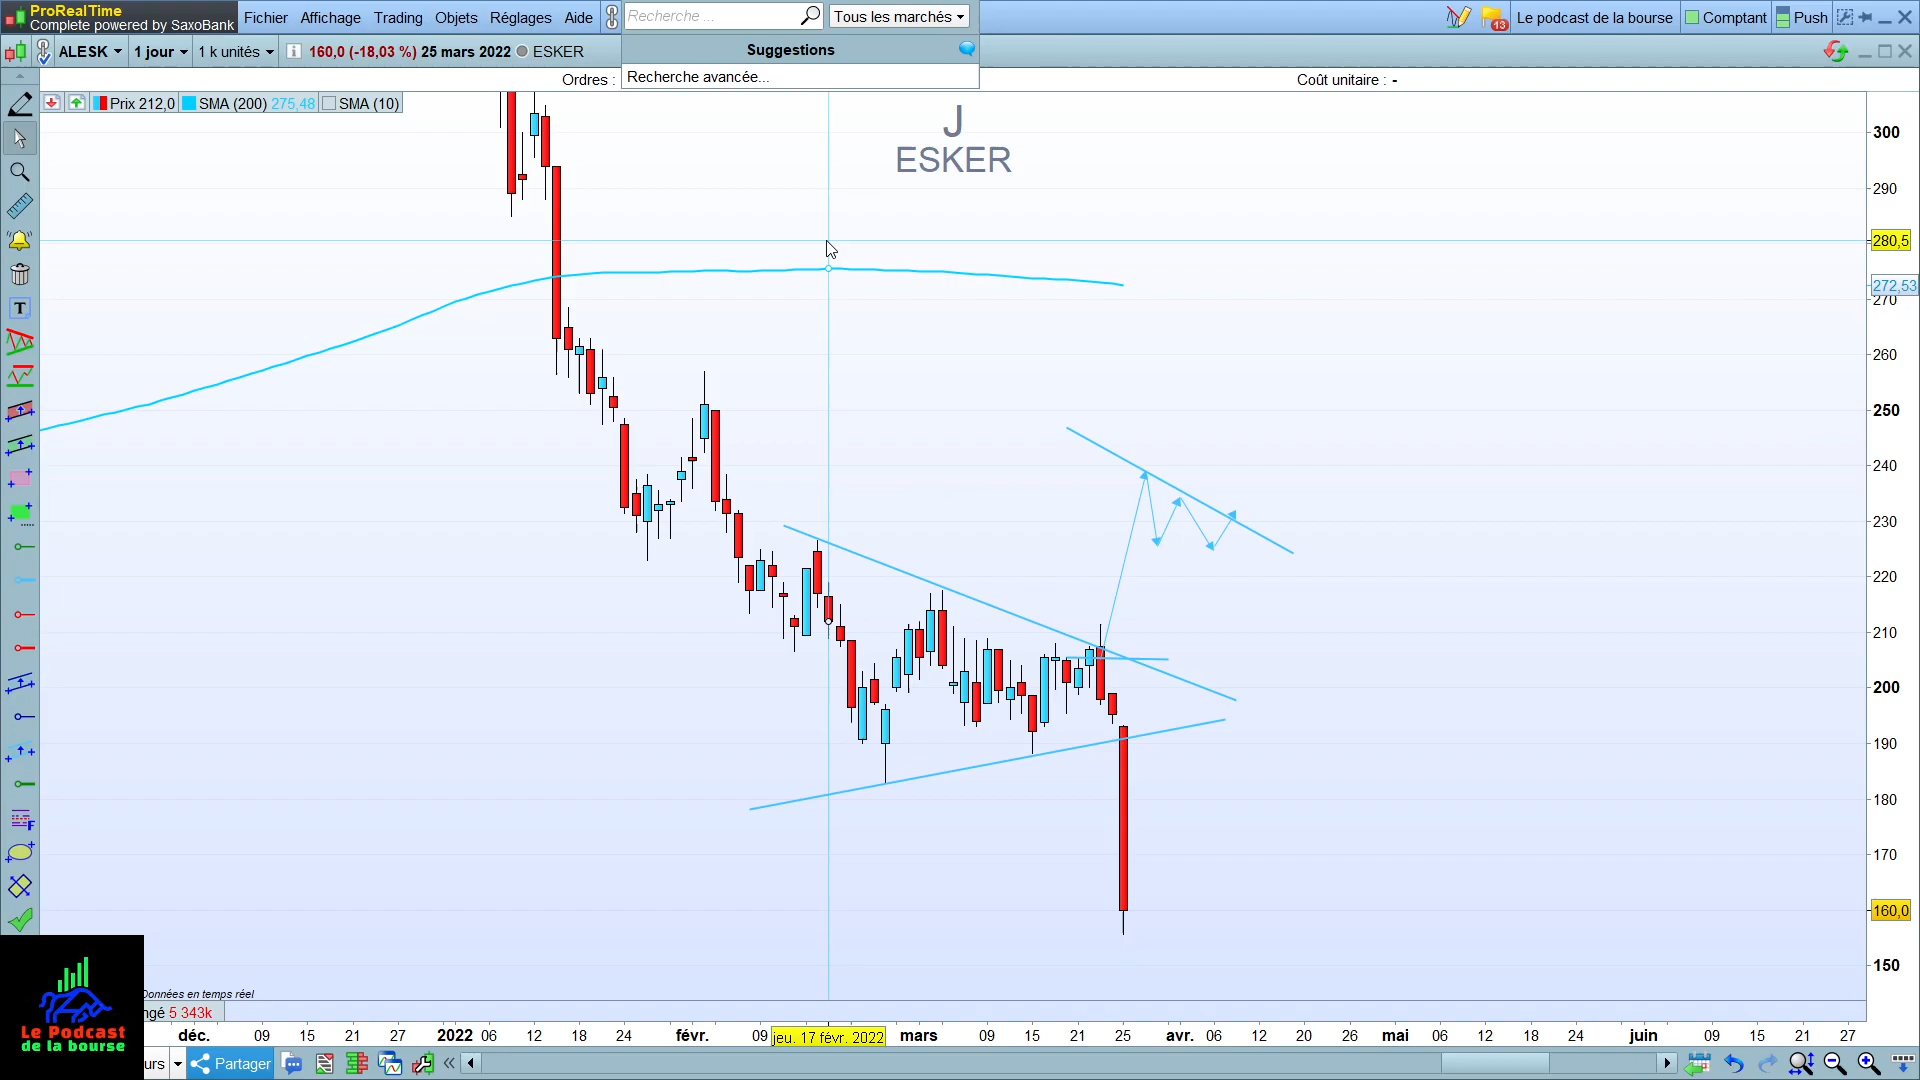 ProRealTime
Complete powered by SaxoBank
Fichier Affichage Trading Objets Réglages Aide
Recherche ...
Tous les marchés
13
Le podcast de la bourse
Comptant
Push
ALESK 1 jour 1 k unités 160,0 (-18,03 %) 25 mars 2022 ESKER
Suggestions
Recherche avancée...
Ordres :
Coût unitaire : -
Prix 212,0 SMA (200) 275,48 SMA (10)
J
ESKER
300
290
280,5
272,53
270
260
250
240
230
220
210
200
190
180
170
160,0
150
Données en temps réel
ngé 5 343k
déc. 09 15 21 27 2022 06 12 18 24 févr. 09 jeu. 17 févr. 2022 mars 09 15 21 25 avr. 06 12 18 24 mai 06 12 18 24 juin 09 15 21 27
Le Podcast
de la bourse
urs
Partager